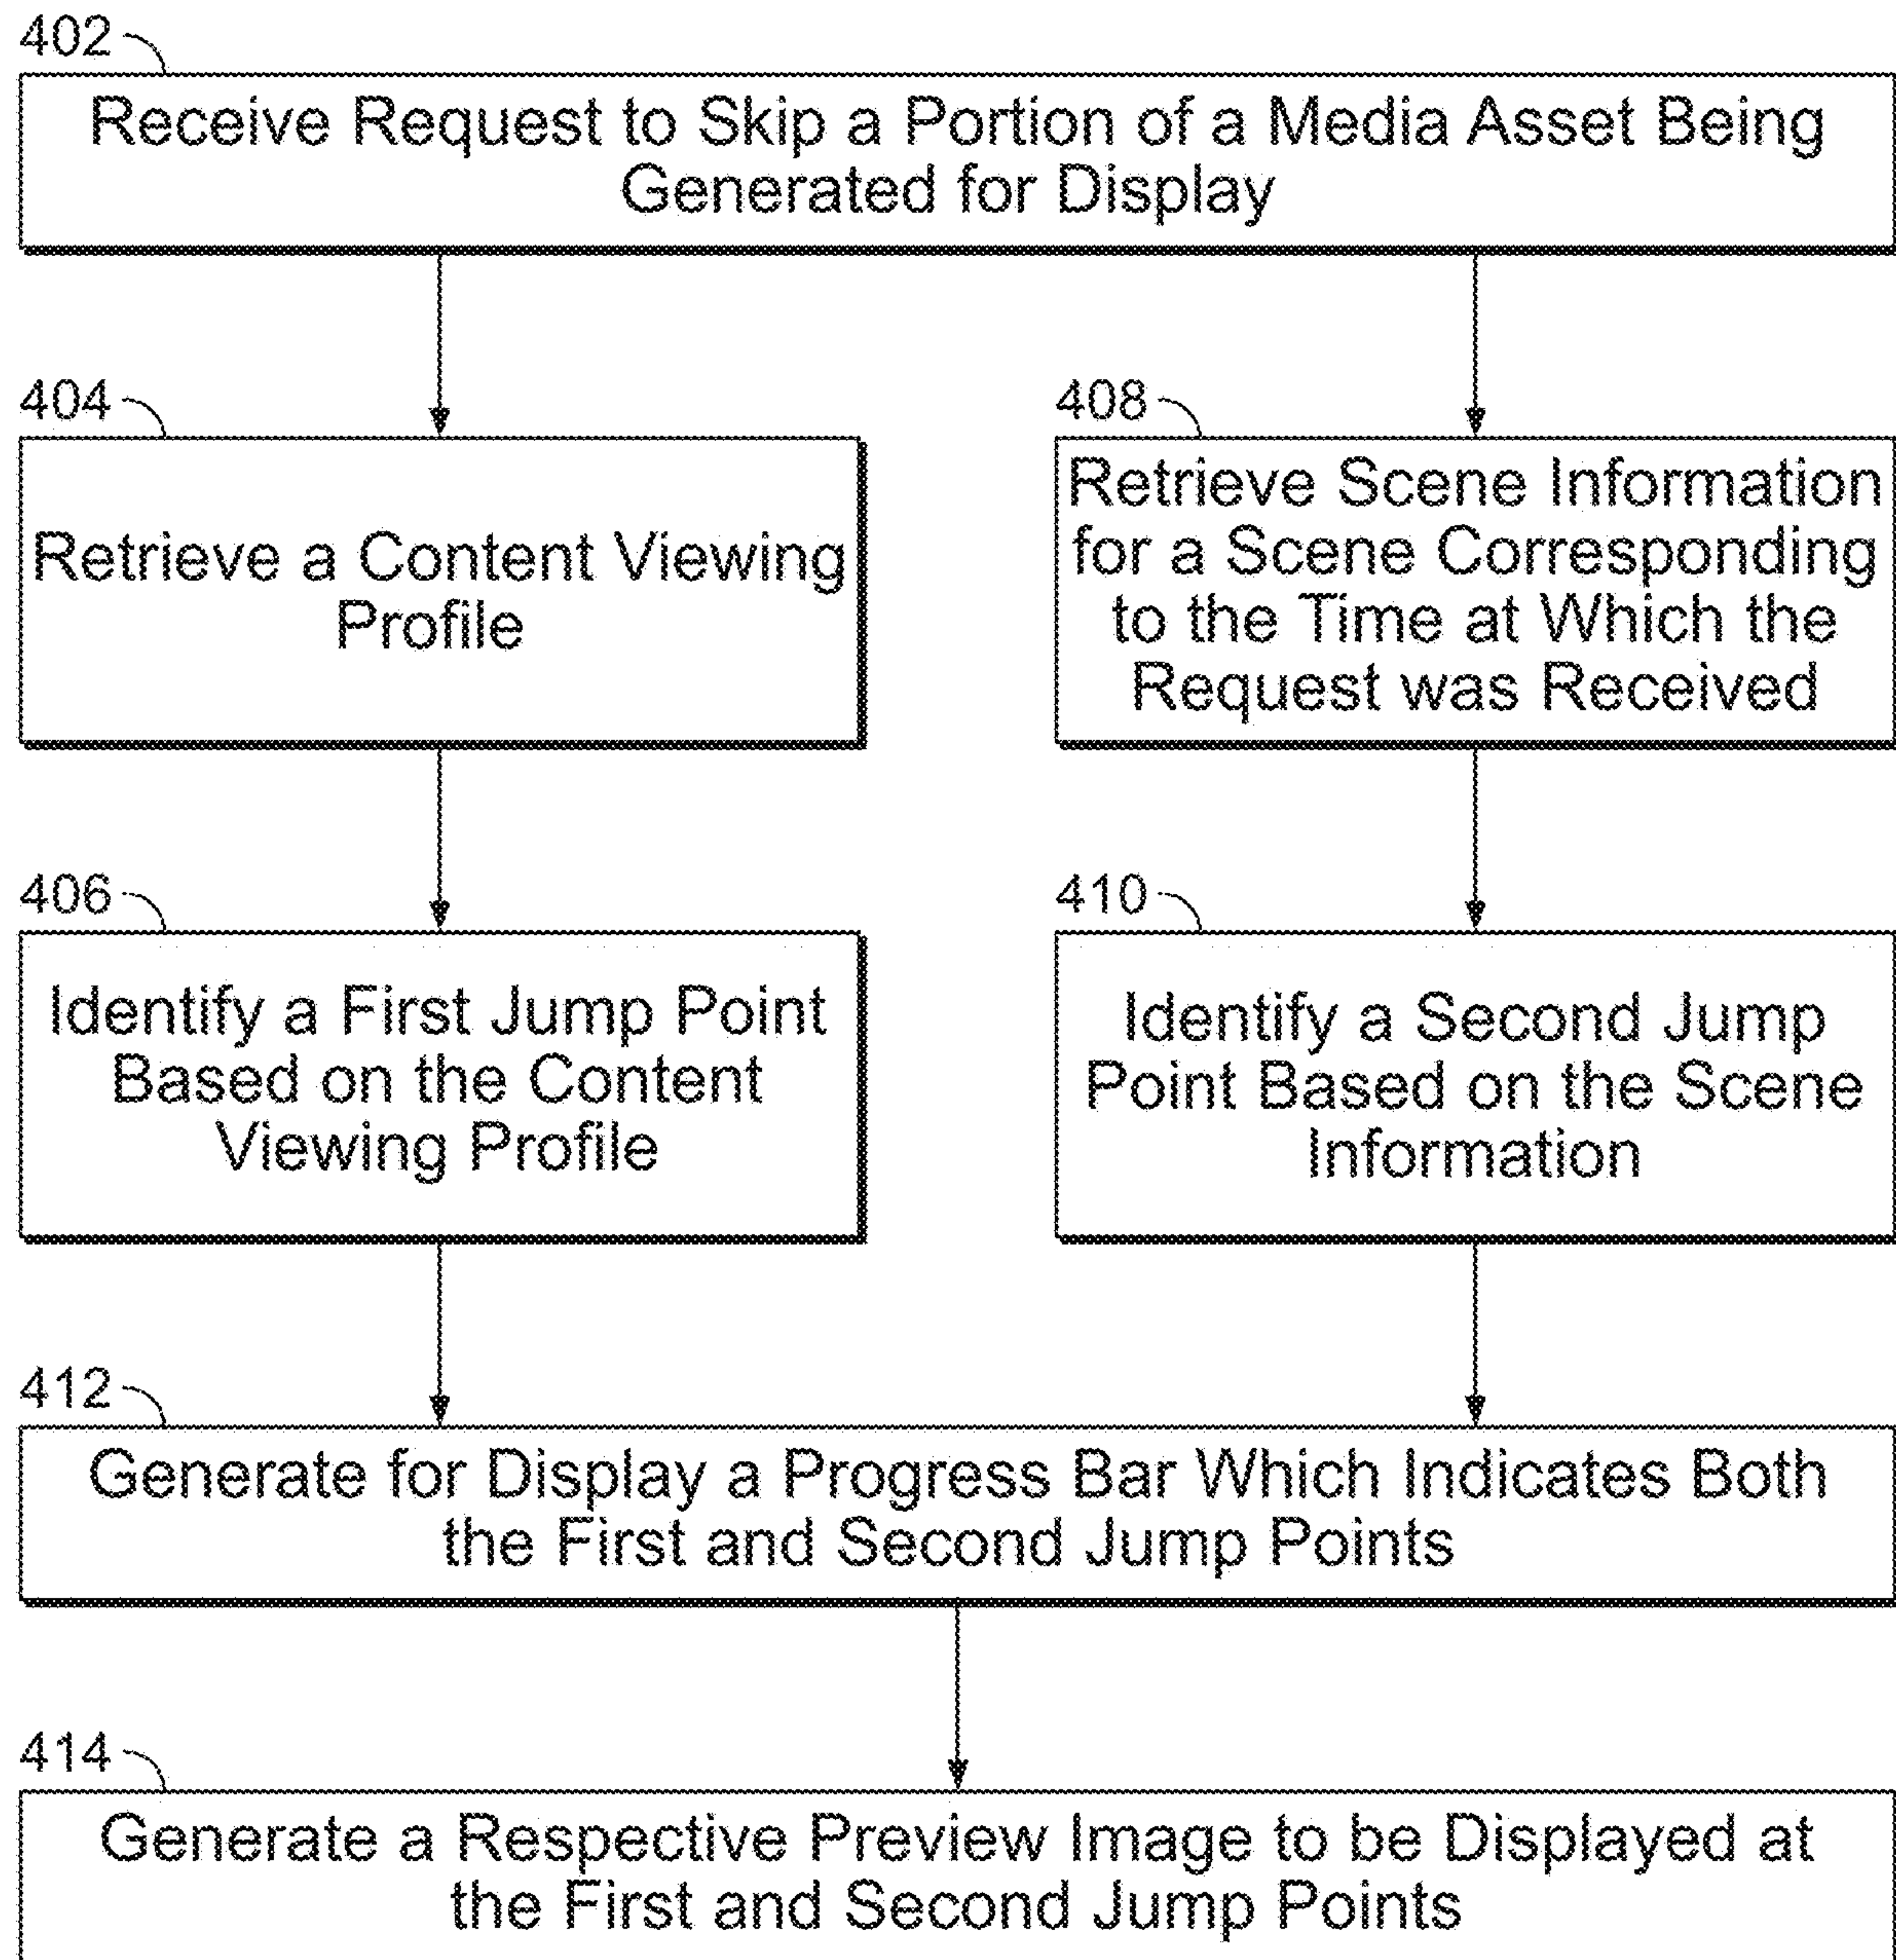 402
Receive Request to Skip a Portion of a Media Asset Being
Generated for Display
404
Retrieve a Content Viewing
Profile
408
Retrieve Scene Information
for a Scene Corresponding
to the Time at Which the
Request was Received
406
Identify a First Jump Point
Based on the Content
Viewing Profile
410
Identify a Second Jump
Point Based on the Scene
Information
412
Generate for Display a Progress Bar Which Indicates Both
the First and Second Jump Points
414
Generate a Respective Preview Image to be Displayed at
the First and Second Jump Points